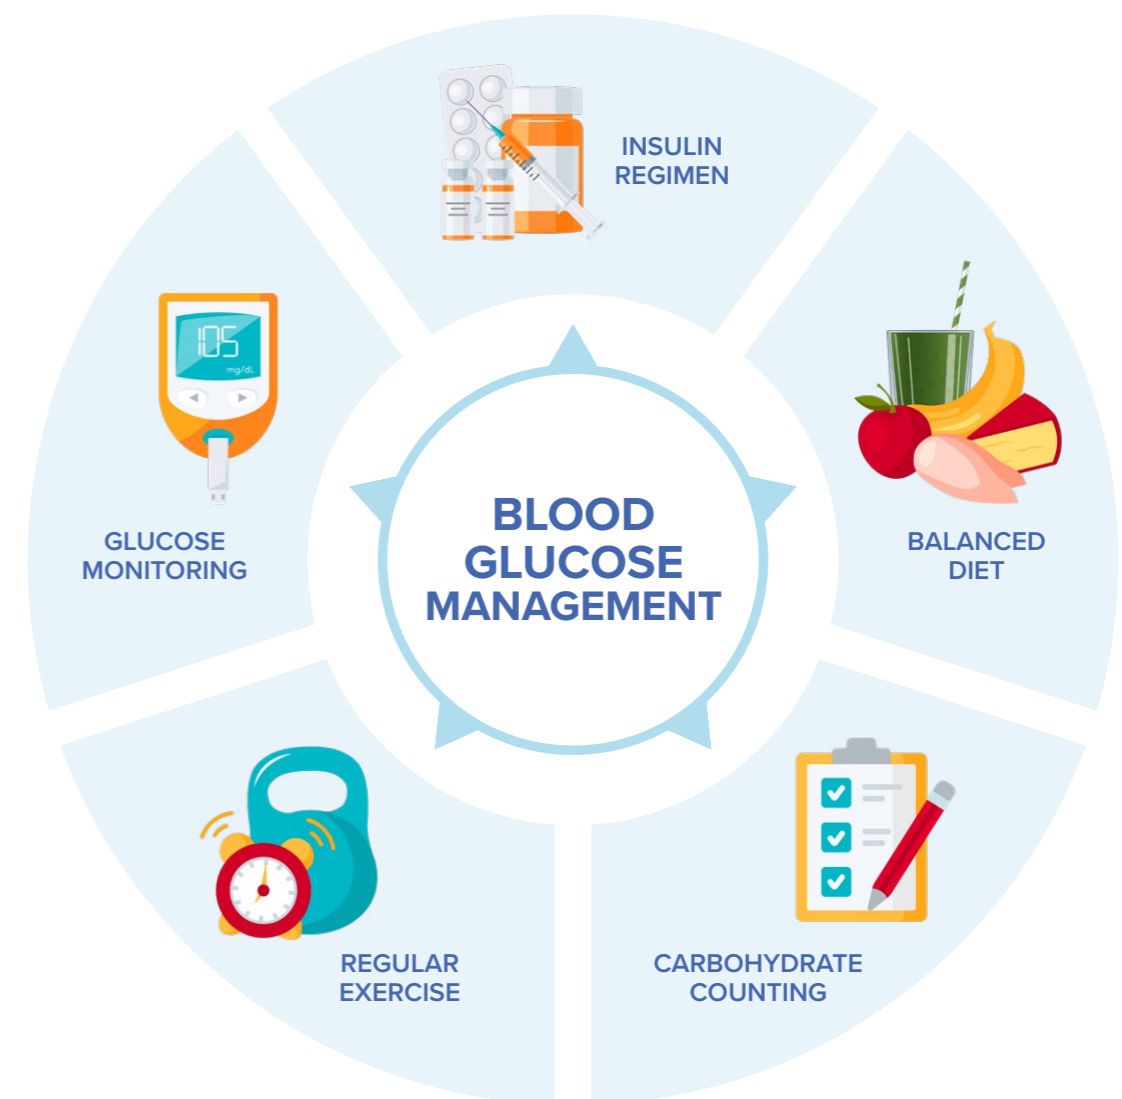 INSULIN
REGIMEN
105
mg/dL
BLOOD
GLUCOSE
MANAGEMENT
GLUCOSE
MONITORING
BALANCED
DIET
REGULAR
EXERCISE
CARBOHYDRATE
COUNTING